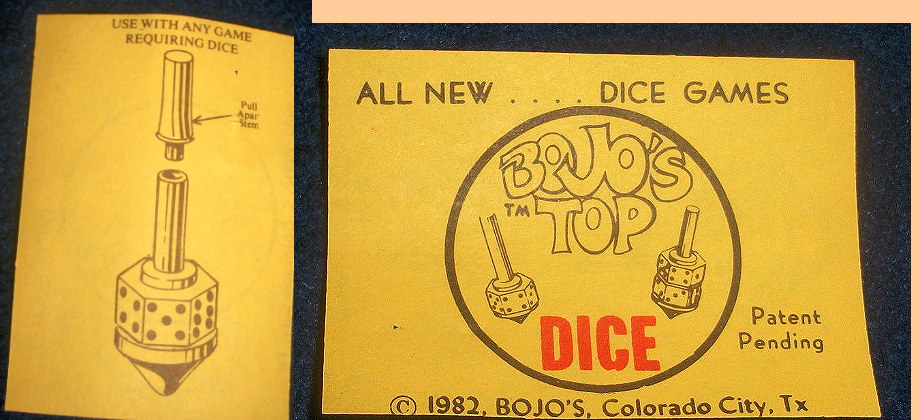 USE WITH ANY GAME
REQUIRING DICE
Pull
Apar
Stem
ALL NEW .... DICE GAMES
BOJO'S
TM TOP
DICE
Patent
Pending
© 1982, BOJO'S, Colorado City, Tx